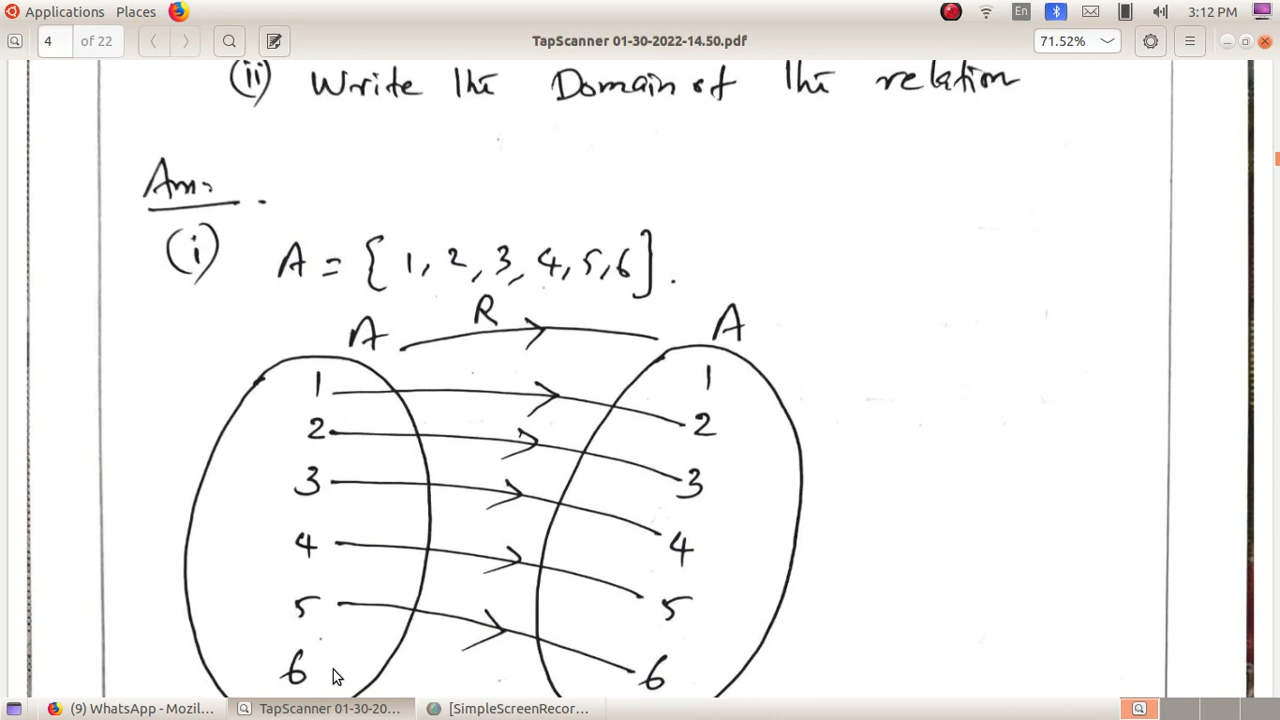 Applications Places En 3:12 PM
4 of 22 TapScanner 01-30-2022-14.50.pdf 71.52%
(ii) Write the Domain of the relation
Ans
(i) A = {1, 2, 3, 4, 5, 6}.
A R A
1 1
2 2
3 3
4 4
5 5
6 6
(9) WhatsApp - Mozil... TapScanner 01-30-20... [SimpleScreenRecor...